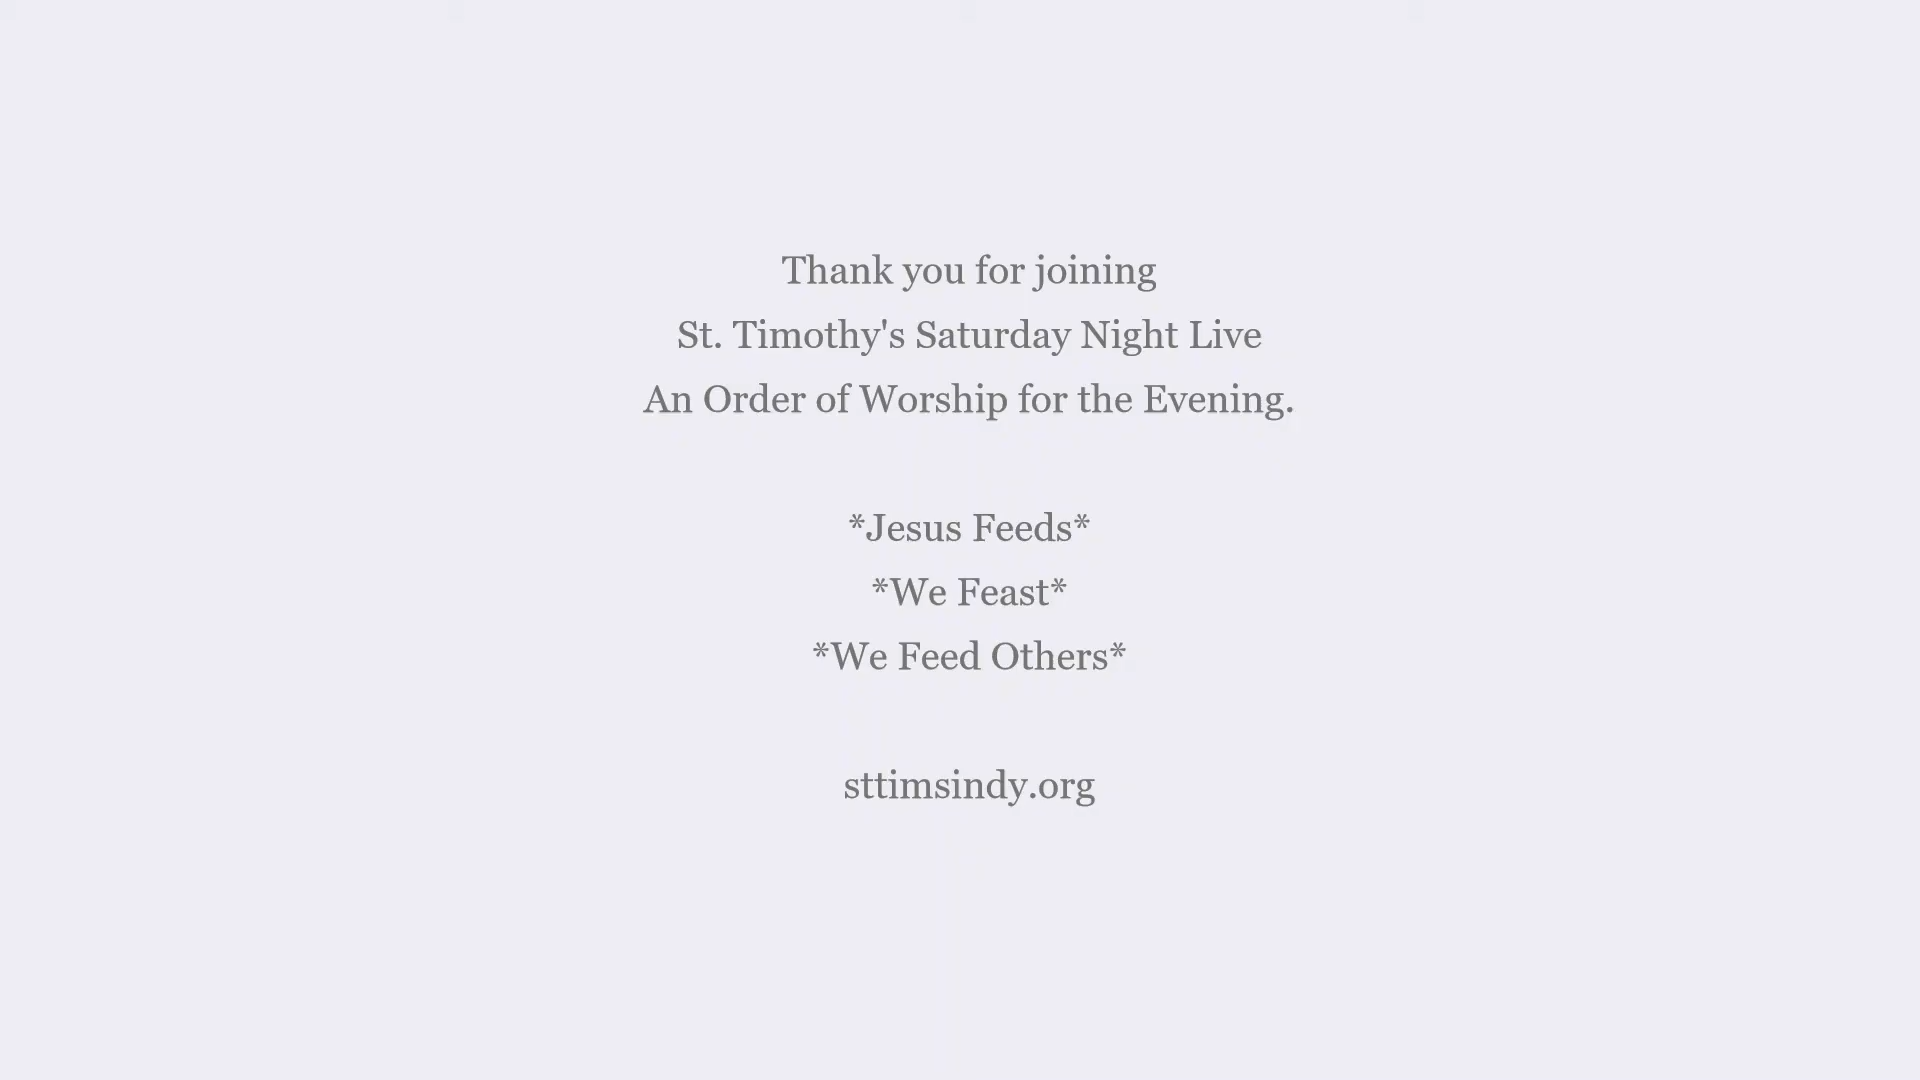 Thank you for joining
St. Timothy's Saturday Night Live
An Order of Worship for the Evening.
*Jesus Feeds*
*We Feast*
*We Feed Others*
sttimsindy.org